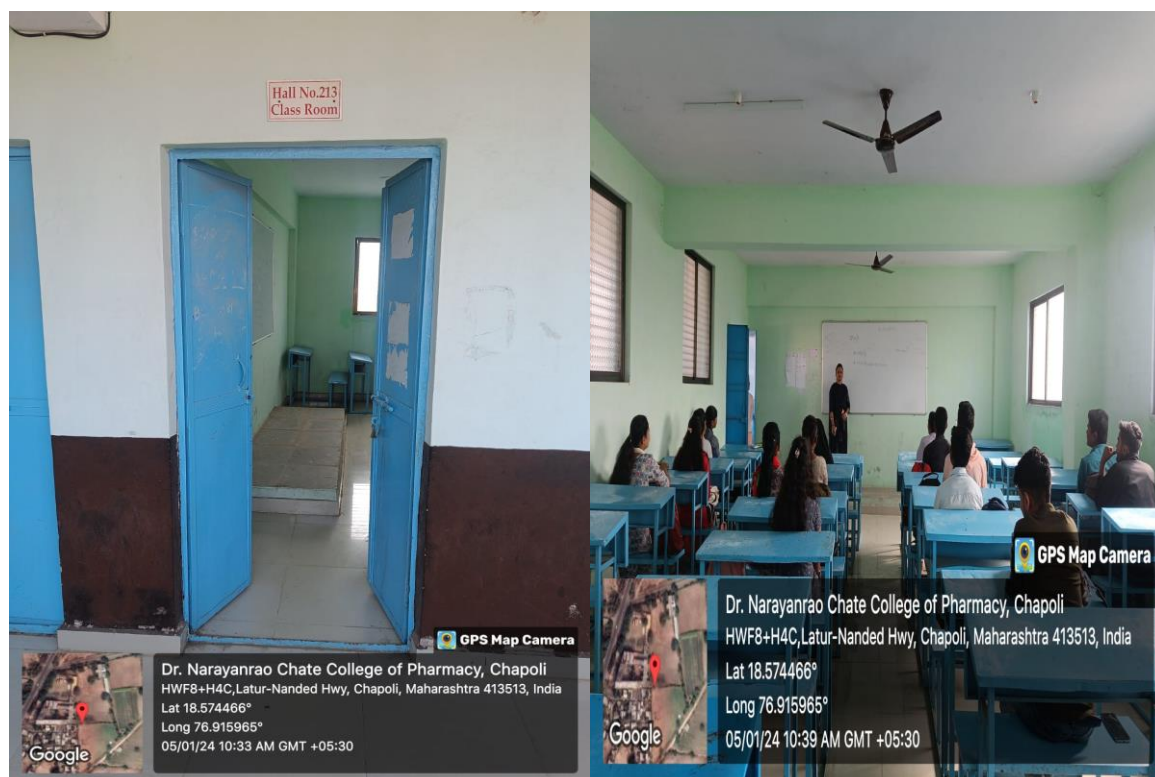 Hall No.213
Class Room
GPS Map Camera
Dr. Narayanrao Chate College of Pharmacy, Chapoli
HWF8+H4C,Latur-Nanded Hwy, Chapoli, Maharashtra 413513, India
Lat 18.574466°
Long 76.915965°
05/01/24 10:33 AM GMT +05:30
Google
GPS Map Camera
Dr. Narayanrao Chate College of Pharmacy, Chapoli
HWF8+H4C,Latur-Nanded Hwy, Chapoli, Maharashtra 413513, India
Lat 18.574466°
Long 76.915965°
05/01/24 10:39 AM GMT +05:30
Google